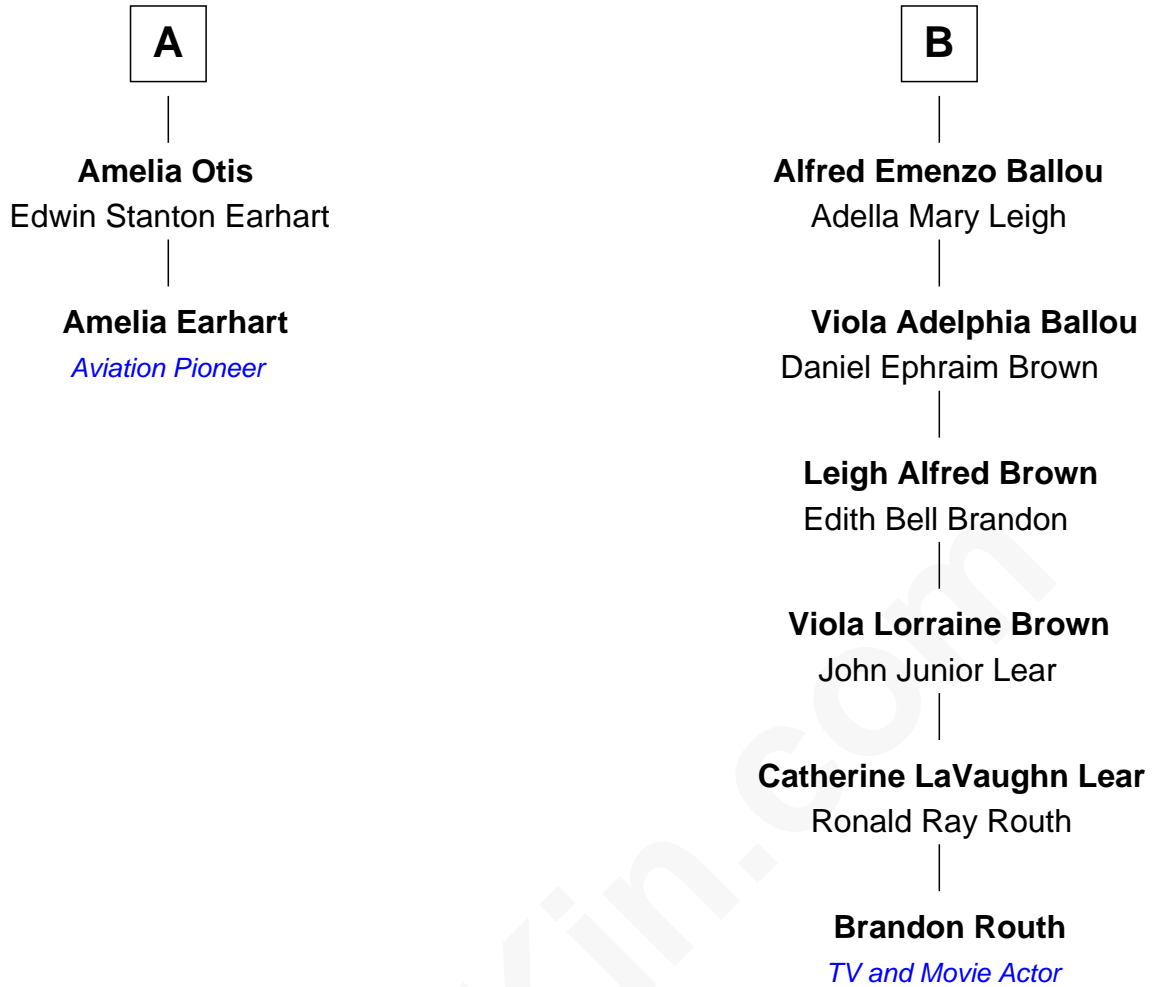 A
Amelia Otis
Edwin Stanton Earhart
Amelia Earhart
Aviation Pioneer
B
Alfred Emenzo Ballou
Adella Mary Leigh
Viola Adelphia Ballou
Daniel Ephraim Brown
Leigh Alfred Brown
Edith Bell Brandon
Viola Lorraine Brown
John Junior Lear
Catherine LaVaughn Lear
Ronald Ray Routh
Brandon Routh
TV and Movie Actor
Kin.com